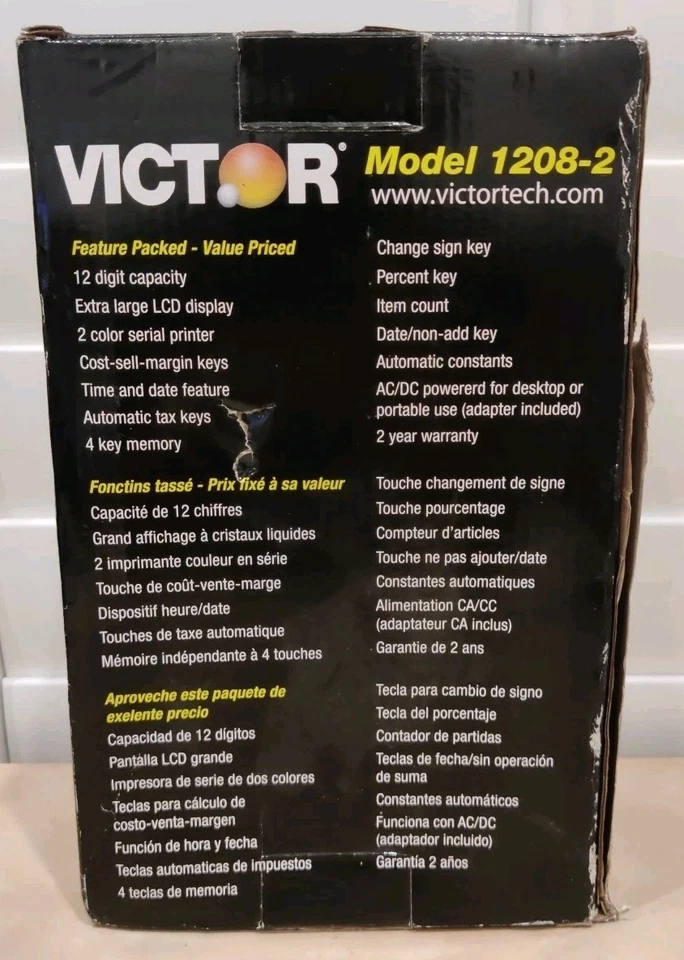 VICTOR®
Model 1208-2
www.victortech.com
Feature Packed - Value Priced
12 digit capacity
Extra large LCD display
2 color serial printer
Cost-sell-margin keys
Time and date feature
Automatic tax keys
4 key memory
Change sign key
Percent key
Item count
Date/non-add key
Automatic constants
AC/DC powererd for desktop or
portable use (adapter included)
2 year warranty
Fonctins tassé - Prix fixé à sa valeur
Capacité de 12 chiffres
Grand affichage à cristaux liquides
2 imprimante couleur en série
Touche de coût-vente-marge
Dispositif heure/date
Touches de taxe automatique
Mémoire indépendante à 4 touches
Touche changement de signe
Touche pourcentage
Compteur d'articles
Touche ne pas ajouter/date
Constantes automatiques
Alimentation CA/CC
(adaptateur CA inclus)
Garantie de 2 ans
Aproveche este paquete de
exelente precio
Capacidad de 12 dígitos
Pantalla LCD grande
Impresora de serie de dos colores
Teclas para cálculo de
costo-venta-margen
Función de hora y fecha
Teclas automaticas de impuestos
4 teclas de memoria
Tecla para cambio de signo
Tecla del porcentaje
Contador de partidas
Teclas de fecha/sin operación
de suma
Constantes automáticos
Funciona con AC/DC
(adaptador incluido)
Garantía 2 años